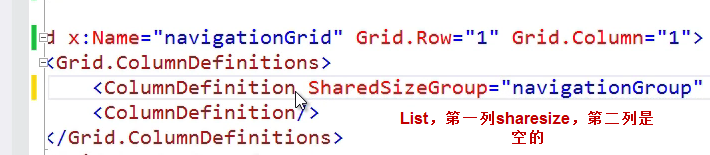 d x:Name="navigationGrid" Grid.Row="1" Grid.Column="1">
<Grid.ColumnDefinitions>
<ColumnDefinition SharedSizeGroup="navigationGroup"
<ColumnDefinition/>
</Grid.ColumnDefinitions>
List，第一列sharesize，第二列是
空的